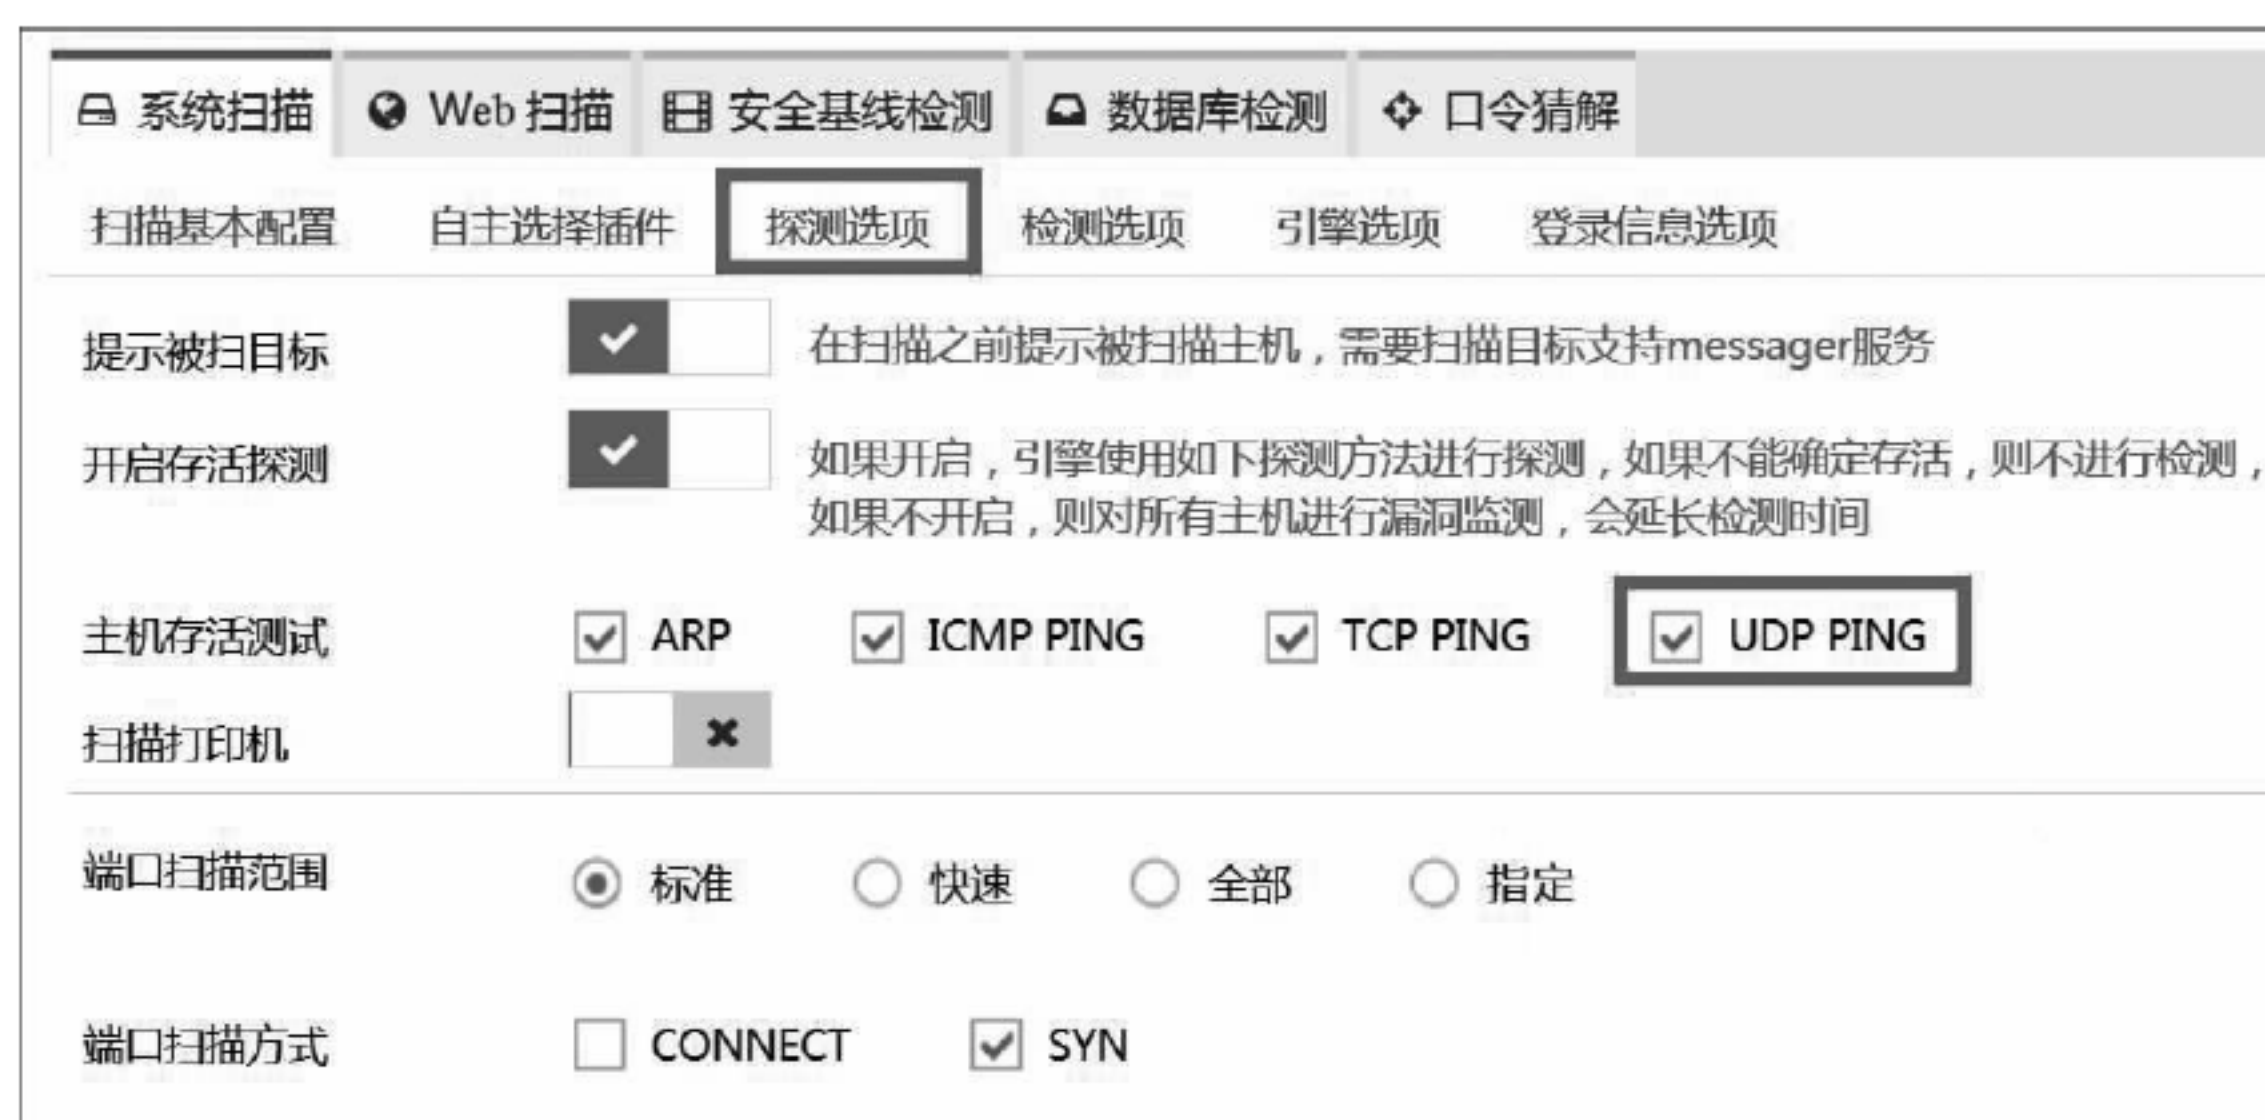 系统扫描 Web 扫描 安全基线检测 数据库检测 口令猜解
扫描基本配置 自主选择插件 探测选项 检测选项 引擎选项 登录信息选项
提示被扫目标 在扫描之前提示被扫描主机，需要扫描目标支持messager服务
开启存活探测 如果开启，引擎使用如下探测方法进行探测，如果不能确定存活，则不进行检测，
如果不开启，则对所有主机进行漏洞监测，会延长检测时间
主机存活测试 ARP ICMP PING TCP PING UDP PING
扫描打印机
端口扫描范围 标准 快速 全部 指定
端口扫描方式 CONNECT SYN